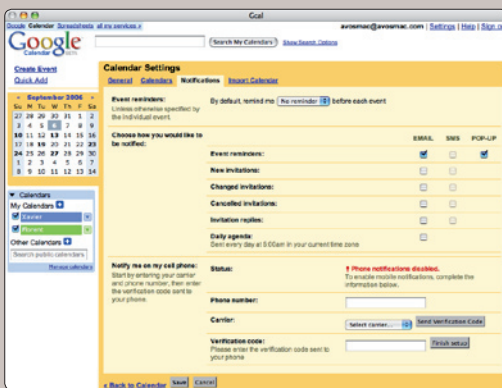 Gcal
Google Calendar Spreadsheets all my services »
avosmac@avosmac.com | Settings | Help | Sign o
Google
Calendar
Search My Calendars
Show Search Options
Create Event
Quick Add
Calendar Settings
General Calendars Notifications Import Calendar
September 2006
Su M Tu W Th F Sa
27 28 29 30 31 1 2
3 4 5 6 7 8 9
10 11 12 13 14 15 16
17 18 19 20 21 22 23
24 25 26 27 28 29 30
1 2 3 4 5 6 7
8 9 10 11 12 13 14
Calendars
My Calendars
Xavier
Florent
Other Calendars
Search public calendars
Manage calendars
Event reminders:
Unless otherwise specified by
the individual event.
By default, remind me No reminder before each event
Choose how you would like to
be notified:
EMAIL SMS POP-UP
Event reminders:
New invitations:
Changed invitations:
Cancelled invitations:
Invitation replies:
Daily agenda:
Sent every day at 5:00am in your current time zone
Notify me on my cell phone:
Start by entering your carrier
and phone number, then enter
the verification code sent to
your phone.
Status:
! Phone notifications disabled.
To enable mobile notifications, complete the
information below.
Phone number:
Carrier:
Select carrier... Send Verification Code
Verification code:
Please enter the verification code sent to
your phone
Finish setup
« Back to Calendar Save Cancel